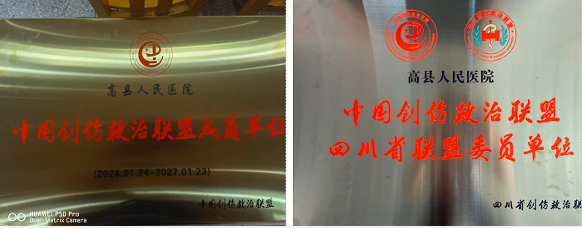 高县人民医院
中国创伤救治联盟成员单位
(2024.01.24-2027.01.23)
中国创伤救治联盟
HUAWEI P30 Pro
高县人民医院
中国创伤救治联盟
四川省联盟委员单位
四川省创伤救治联